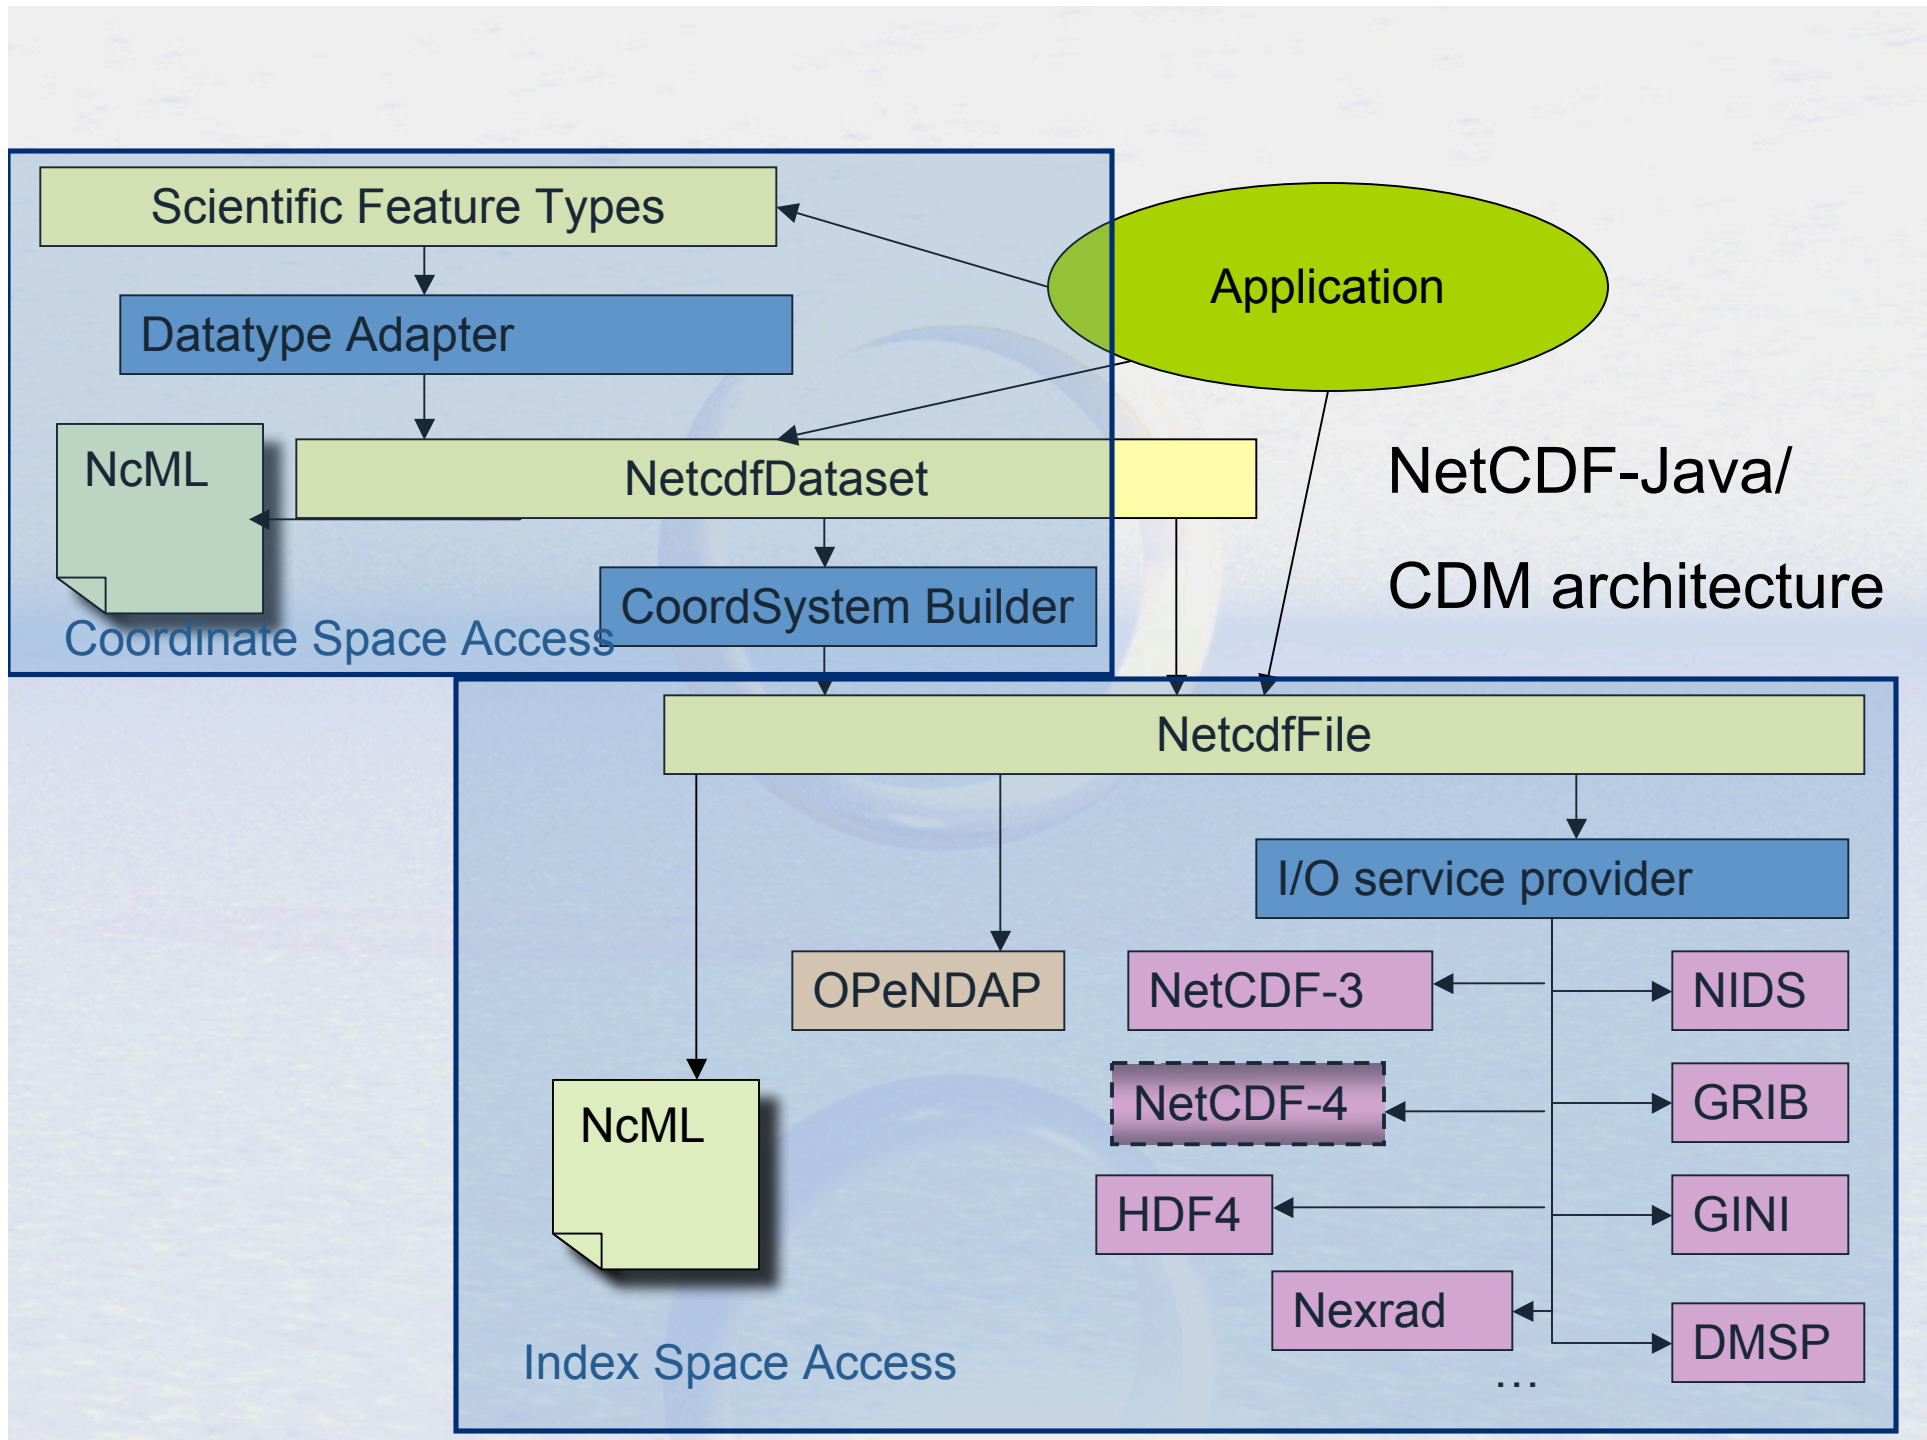 Scientific Feature Types
Application
Datatype Adapter
NcML
NetcdfDataset
NetCDF-Java/
CDM architecture
CoordSystem Builder
Coordinate Space Access
NetcdfFile
I/O service provider
OPeNDAP
NetCDF-3
NIDS
NcML
NetCDF-4
GRIB
HDF4
GINI
Nexrad
DMSP
Index Space Access
…